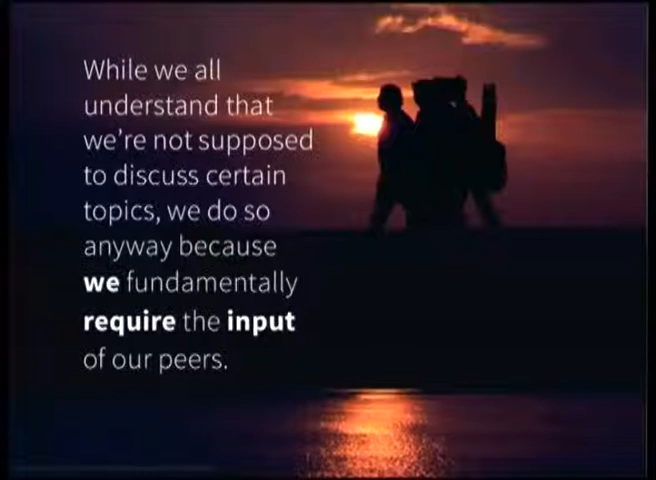 While we all
understand that
we're not supposed
to discuss certain
topics, we do so
anyway because
we fundamentally
require the input
of our peers.